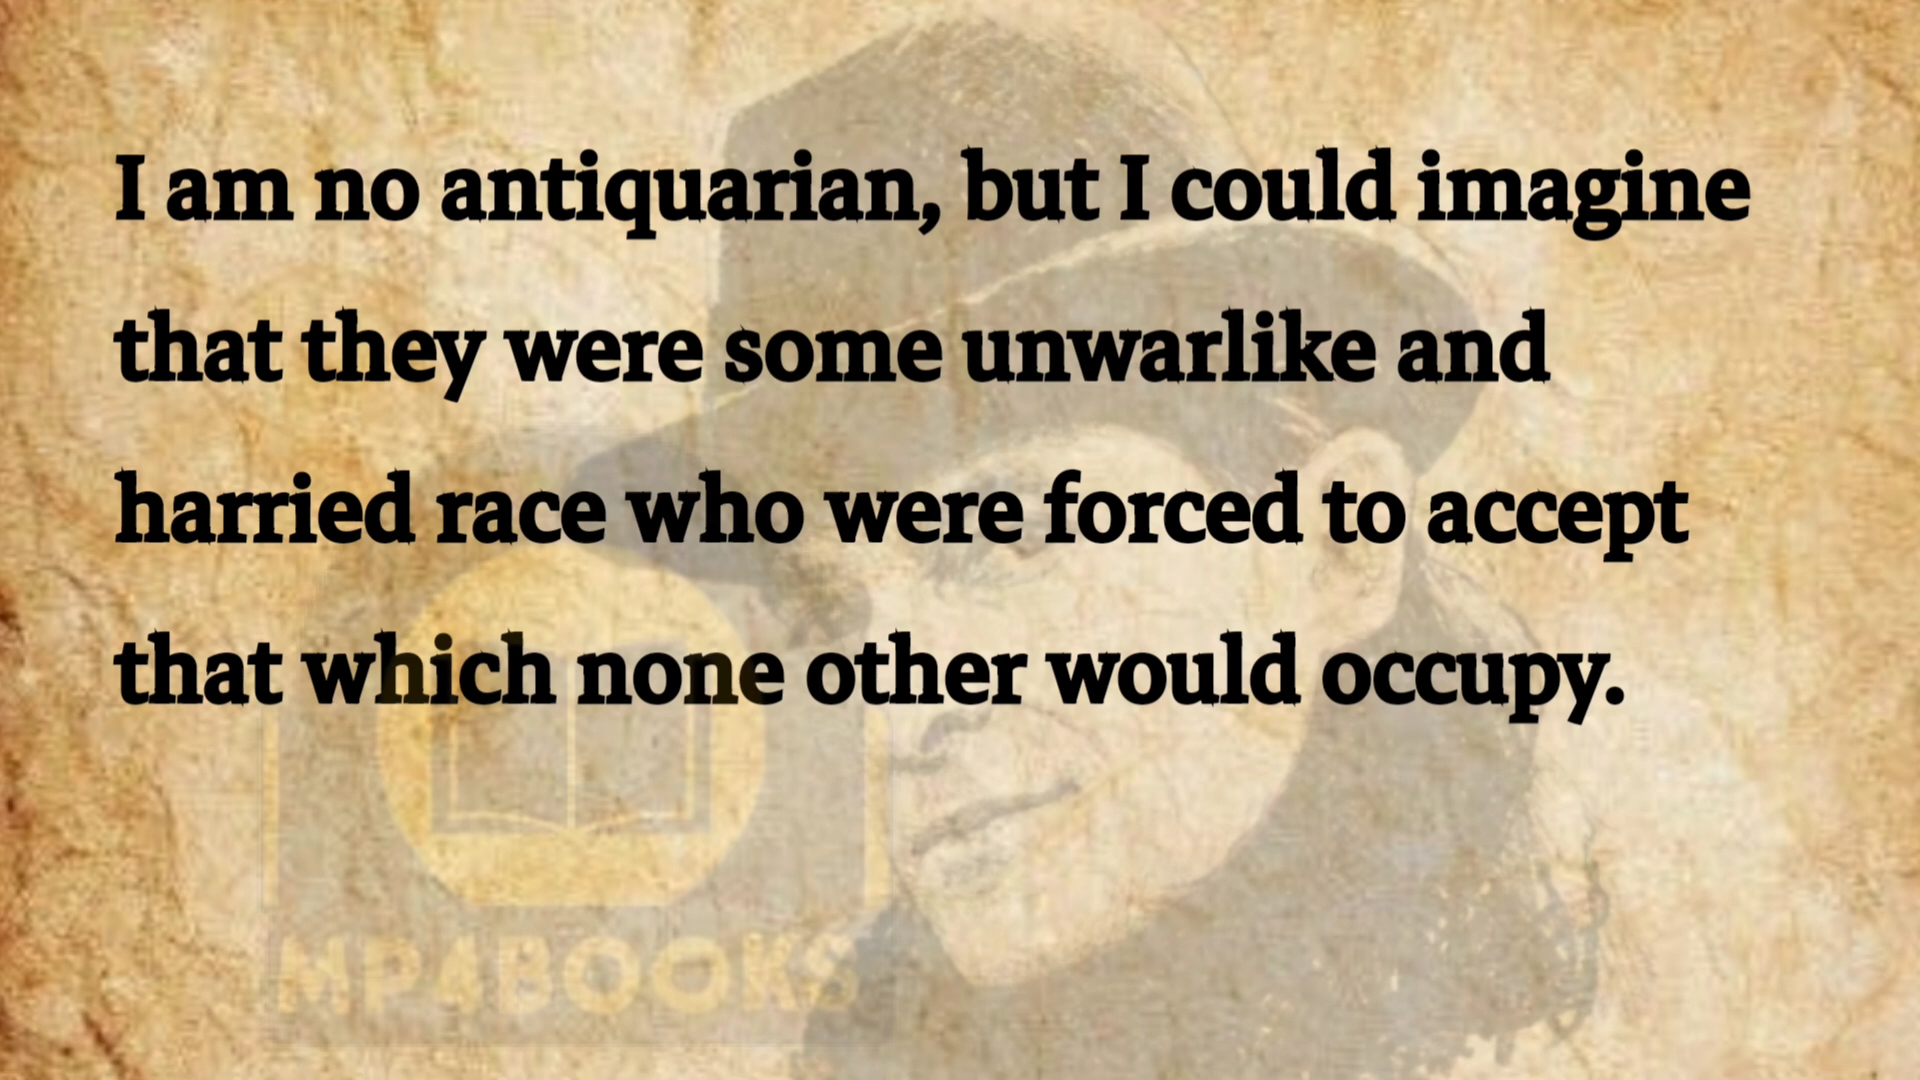 I am no antiquarian, but I could imagine
that they were some unwarlike and
harried race who were forced to accept
that which none other would occupy.
MP4BOOKS